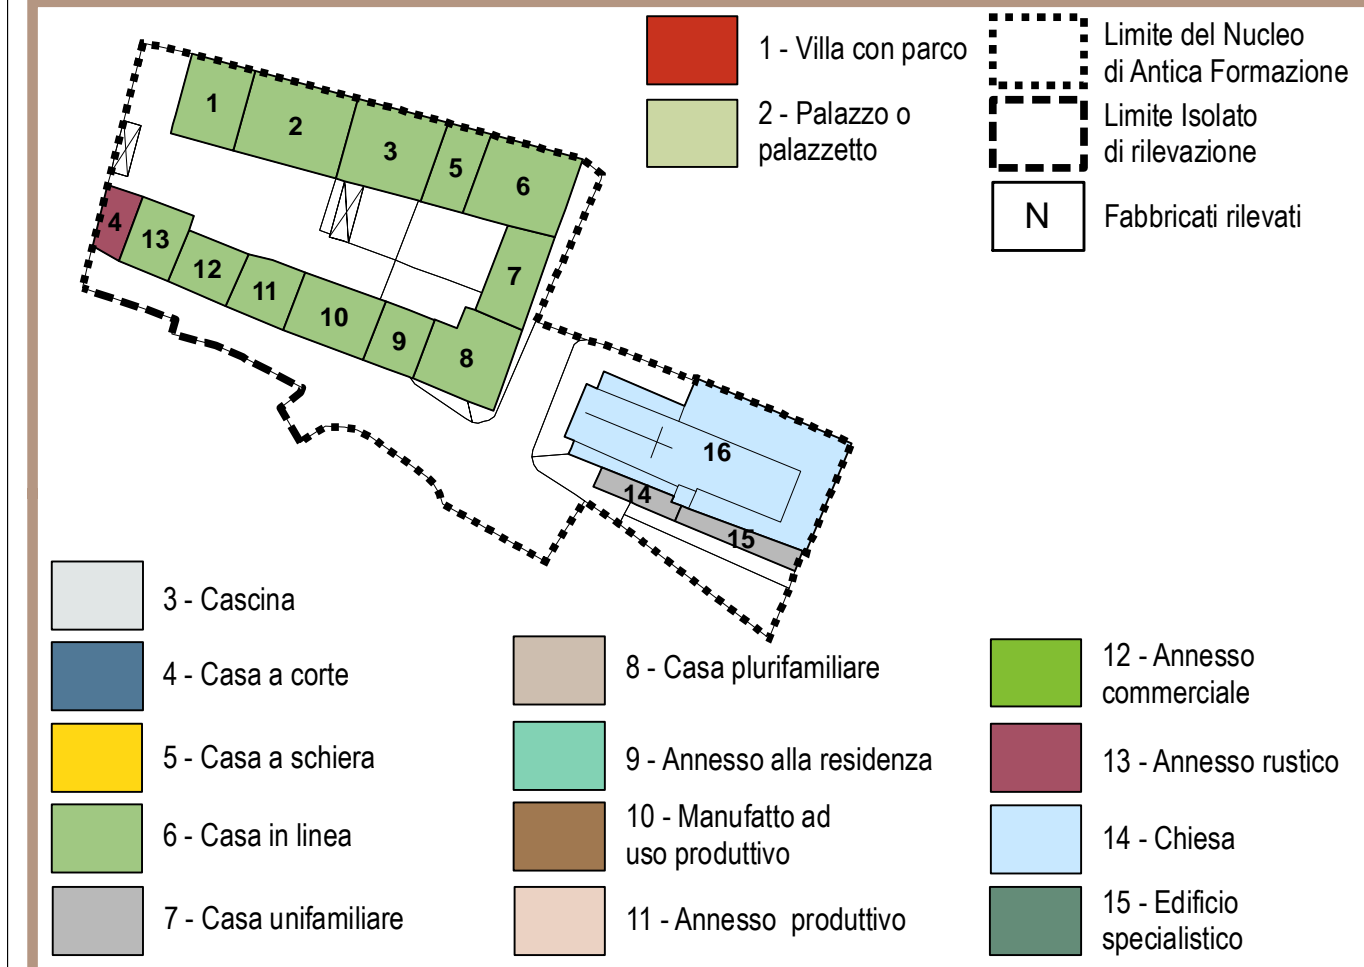 1 - Villa con parco
2 - Palazzo o
palazzetto
Limite del Nucleo
di Antica Formazione
Limite Isolato
di rilevazione
N
Fabbricati rilevati
1
2
3
5
6
4
13
12
11
10
9
8
7
16
14
15
3 - Cascina
4 - Casa a corte
5 - Casa a schiera
6 - Casa in linea
7 - Casa unifamiliare
8 - Casa plurifamiliare
9 - Annesso alla residenza
10 - Manufatto ad
uso produttivo
11 - Annesso produttivo
12 - Annesso
commerciale
13 - Annesso rustico
14 - Chiesa
15 - Edificio
specialistico